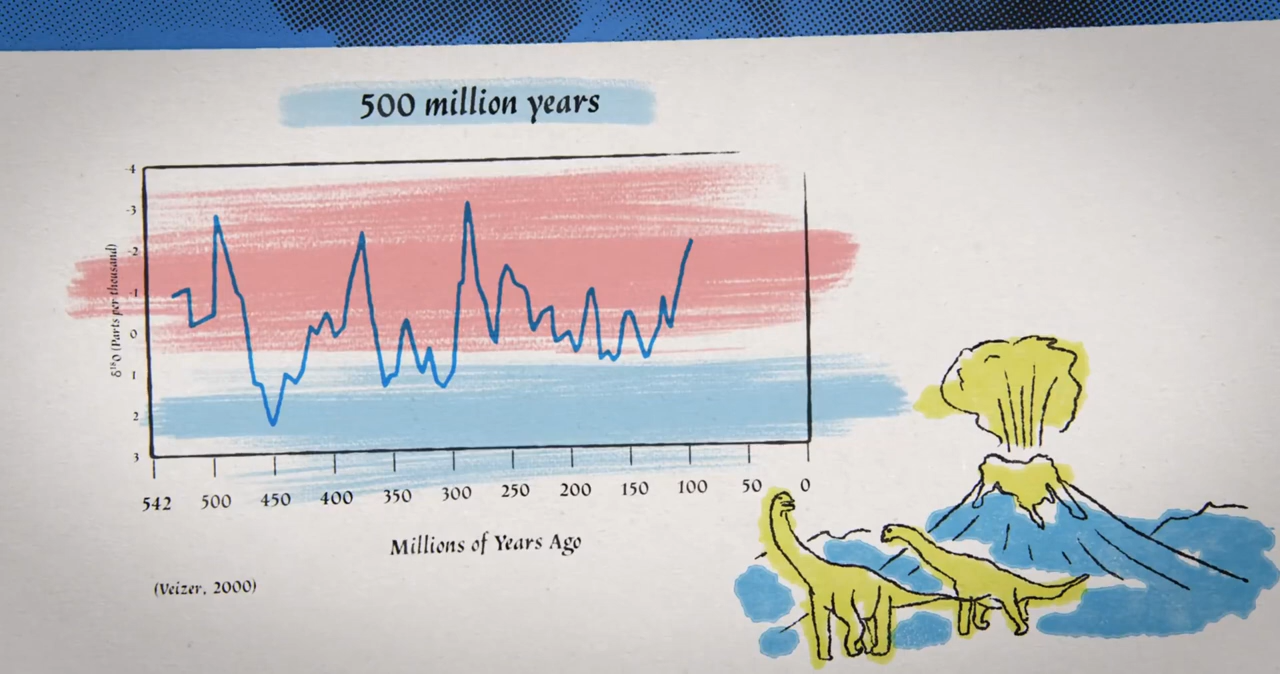 500 million years
-4
-3
-2
-1
0
1
2
3
δ¹⁸O (Parts per thousand)
542 500 450 400 350 300 250 200 150 100 50 0
Millions of Years Ago
(Veizer, 2000)